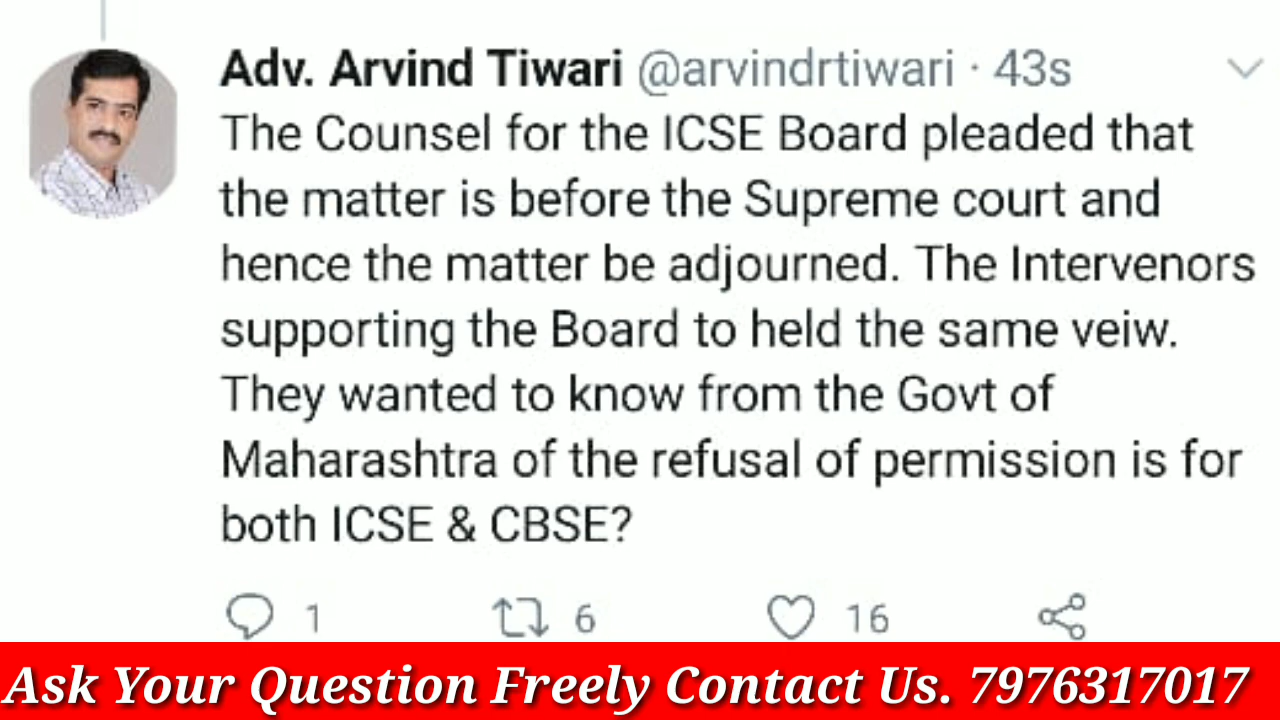 Adv. Arvind Tiwari @arvindrtiwari · 43s
The Counsel for the ICSE Board pleaded that
the matter is before the Supreme court and
hence the matter be adjourned. The Intervenors
supporting the Board to held the same veiw.
They wanted to know from the Govt of
Maharashtra of the refusal of permission is for
both ICSE & CBSE?
1 6 16
Ask Your Question Freely Contact Us. 7976317017